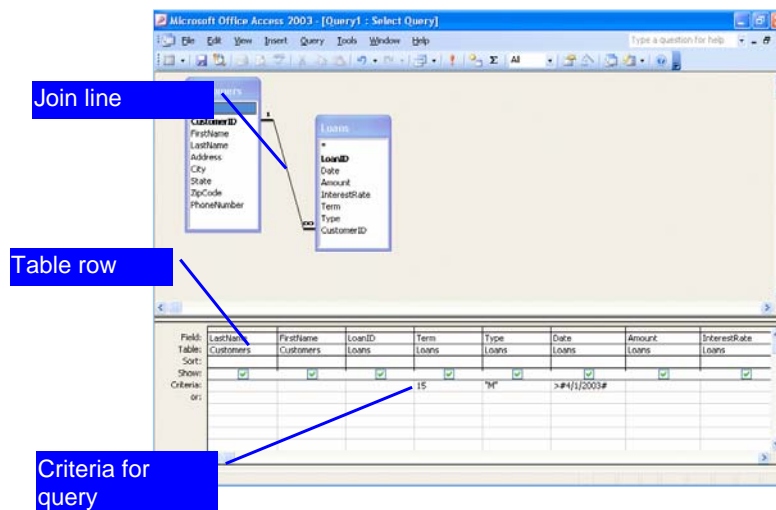 Microsoft Office Access 2003 - [Query1 : Select Query]
File Edit View Insert Query Tools Window Help
Type a question for help
Σ All
Join line
CustomerID
FirstName
LastName
Address
City
State
ZipCode
PhoneNumber
1
∞
Loans
*
LoanID
Date
Amount
InterestRate
Term
Type
CustomerID
Table row
Field: LastName FirstName LoanID Term Type Date Amount InterestRate
Table: Customers Customers Loans Loans Loans Loans Loans Loans
Sort:
Show:
Criteria: 15 "M" >#4/1/2003#
or:
Criteria for
query